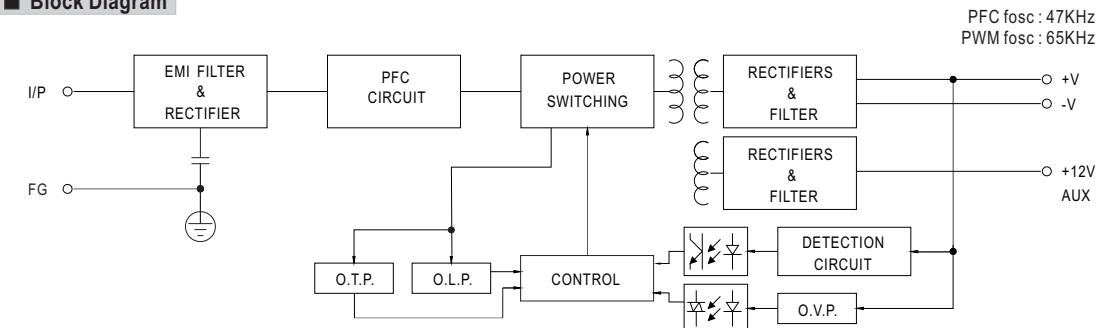 ■ Block Diagram
PFC fosc : 47KHz
PWM fosc : 65KHz
I/P
EMI FILTER
&
RECTIFIER
PFC
CIRCUIT
POWER
SWITCHING
RECTIFIERS
&
FILTER
+V
-V
RECTIFIERS
&
FILTER
+12V
AUX
FG
DETECTION
CIRCUIT
O.T.P.
O.L.P.
CONTROL
O.V.P.